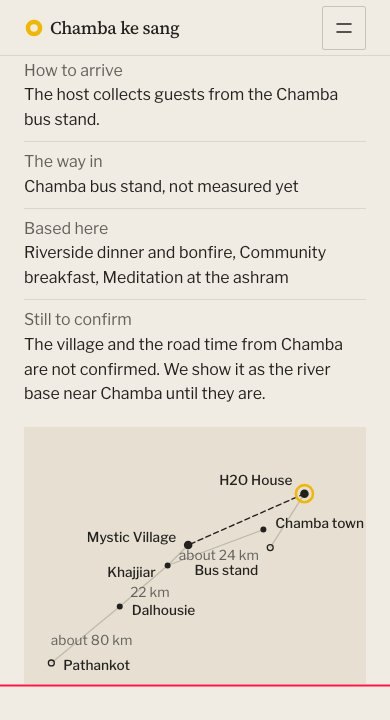 Chamba ke sang
How to arrive
The host collects guests from the Chamba
bus stand.
The way in
Chamba bus stand, not measured yet
Based here
Riverside dinner and bonfire, Community
breakfast, Meditation at the ashram
Still to confirm
The village and the road time from Chamba
are not confirmed. We show it as the river
base near Chamba until they are.
H2O House
Chamba town
Mystic Village
about 24 km
Khajjiar
Bus stand
22 km
Dalhousie
about 80 km
Pathankot